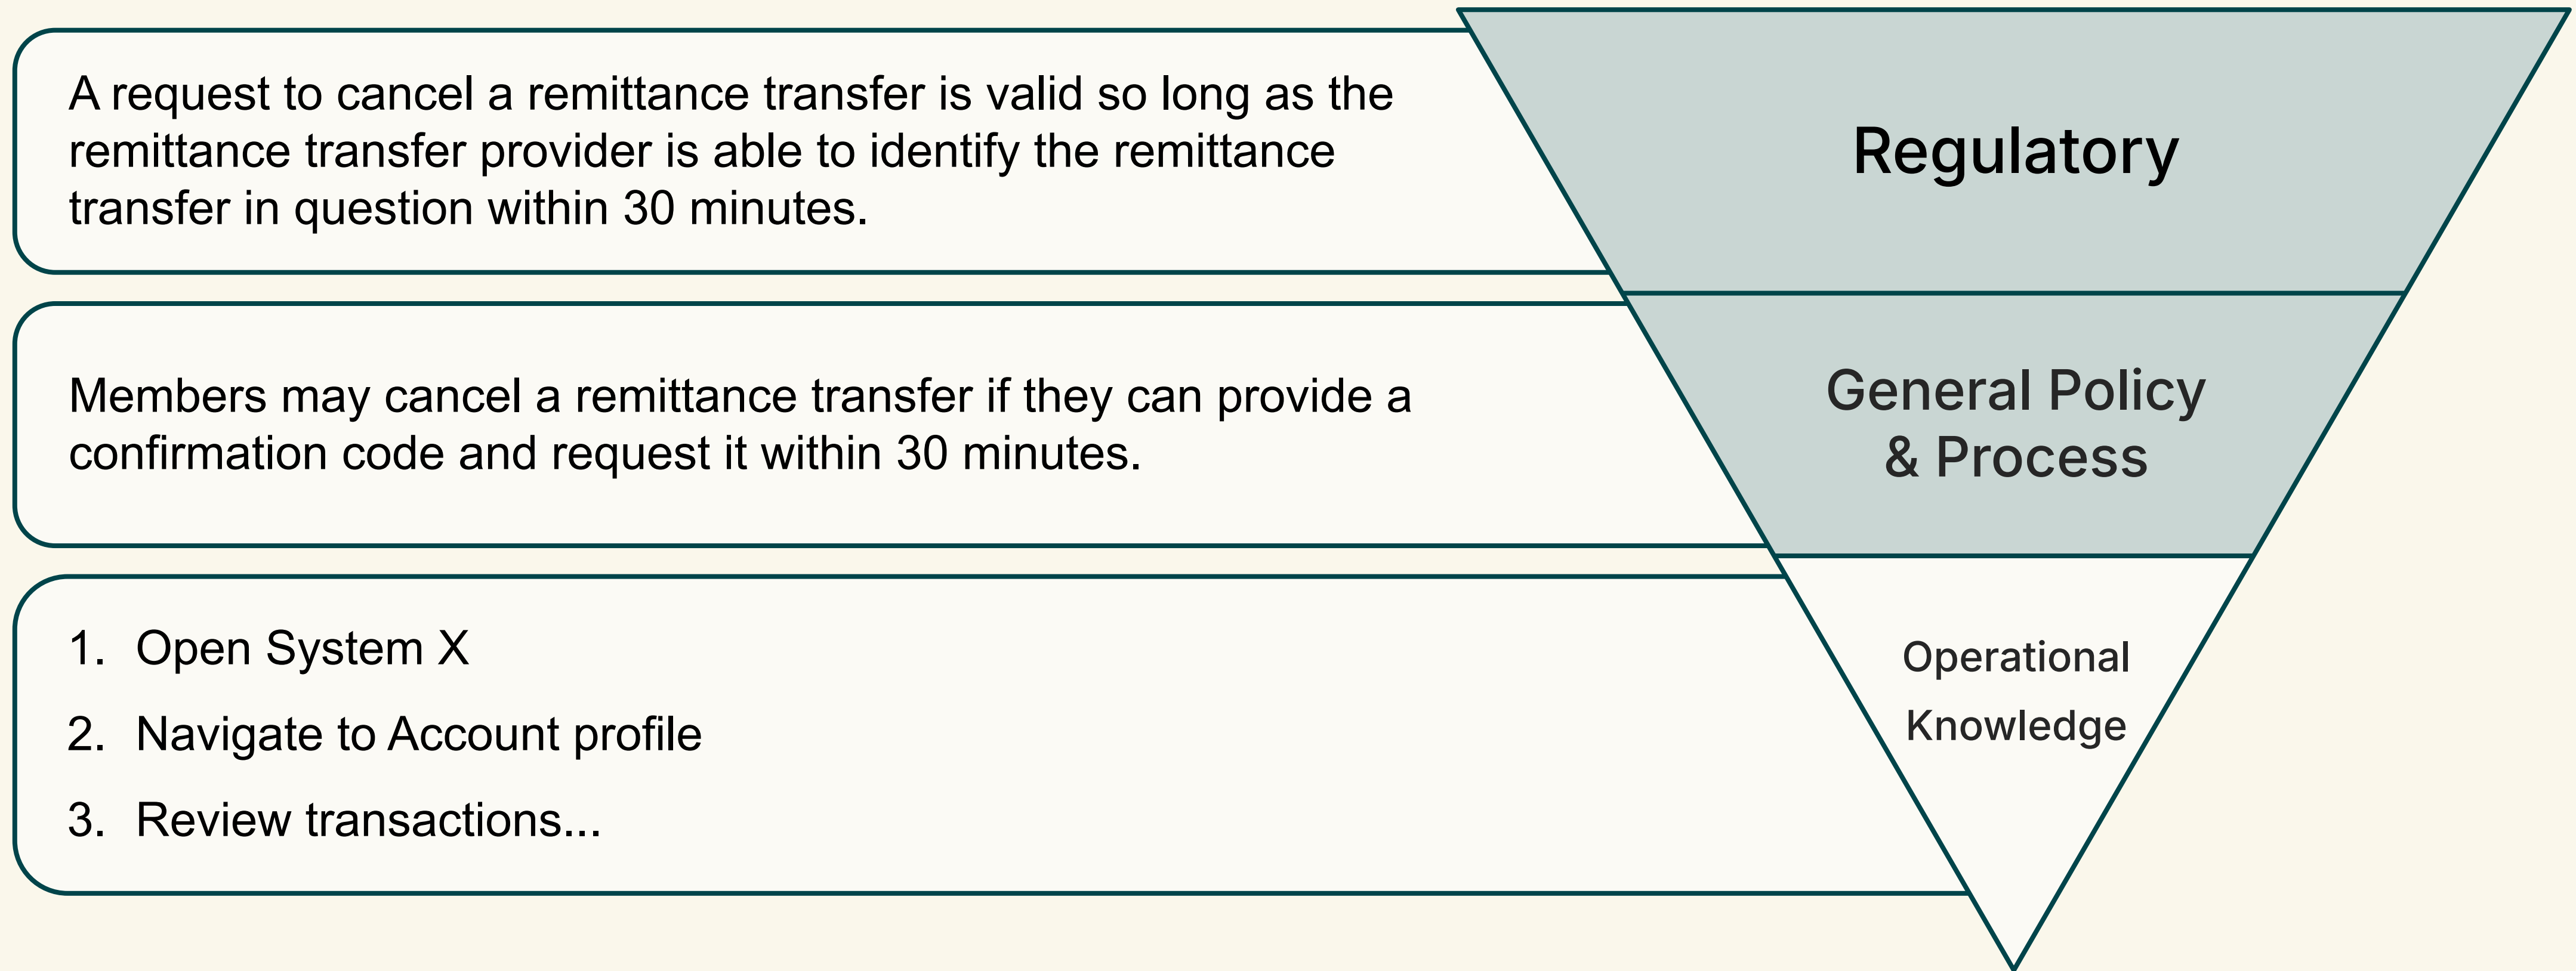 A request to cancel a remittance transfer is valid so long as the
remittance transfer provider is able to identify the remittance
transfer in question within 30 minutes.
Regulatory
Members may cancel a remittance transfer if they can provide a
confirmation code and request it within 30 minutes.
General Policy
& Process
1. Open System X
2. Navigate to Account profile
3. Review transactions...
Operational
Knowledge